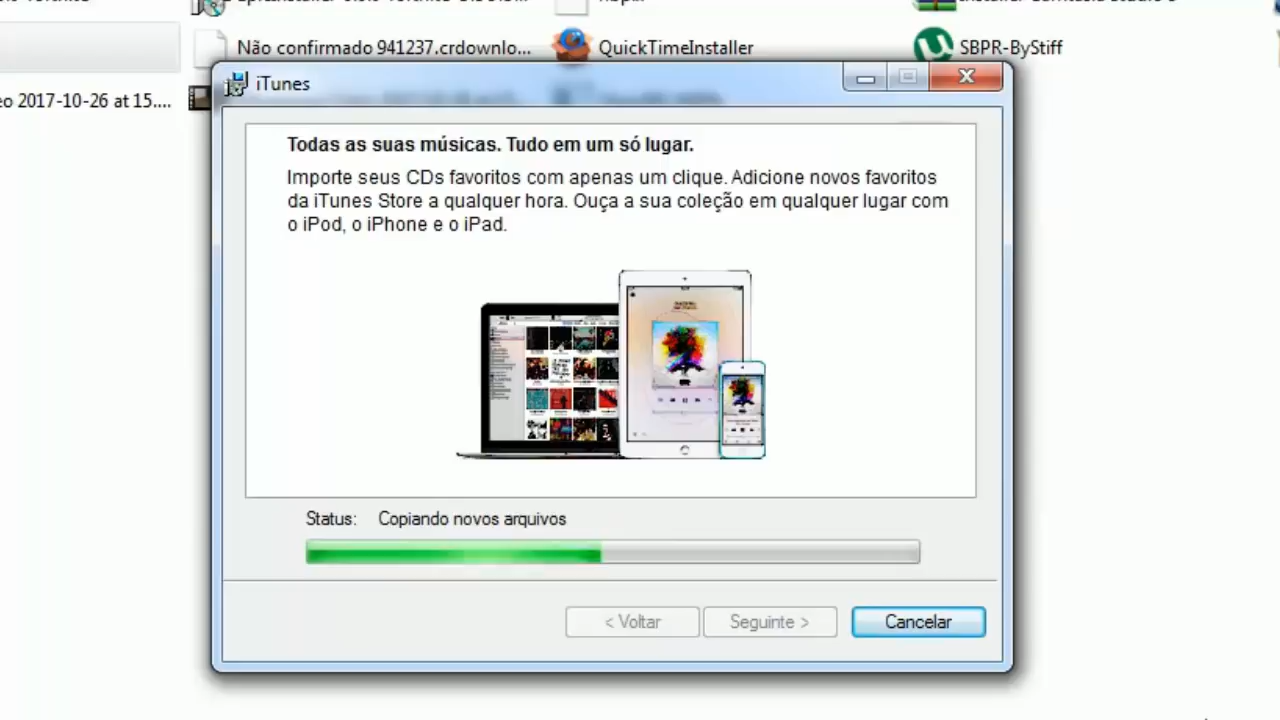 Não confirmado 941237.crdownlo...
QuickTimeInstaller
SBPR-ByStiff
eo 2017-10-26 at 15....
iTunes
Todas as suas músicas. Tudo em um só lugar.
Importe seus CDs favoritos com apenas um clique. Adicione novos favoritos
da iTunes Store a qualquer hora. Ouça a sua coleção em qualquer lugar com
o iPod, o iPhone e o iPad.
Status: Copiando novos arquivos
< Voltar
Seguinte >
Cancelar